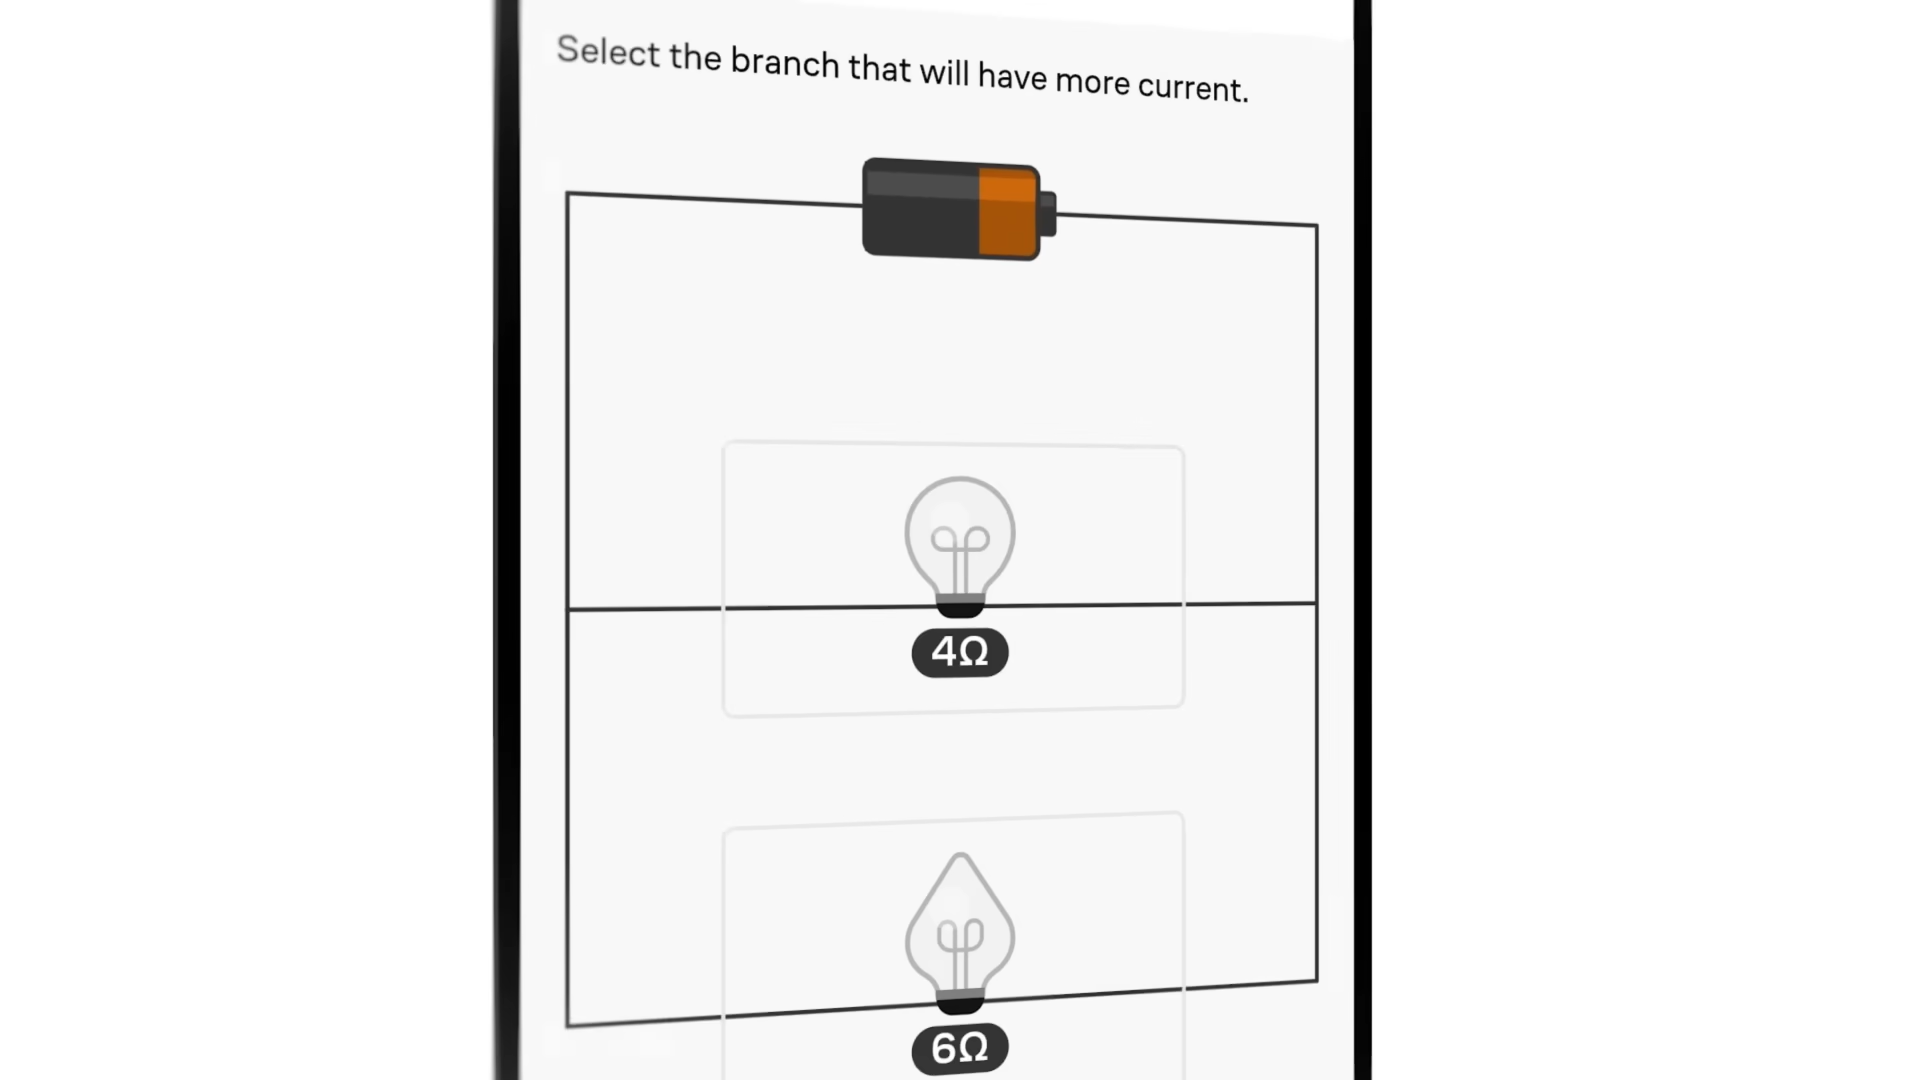 Select the branch that will have more current.
4Ω
6Ω